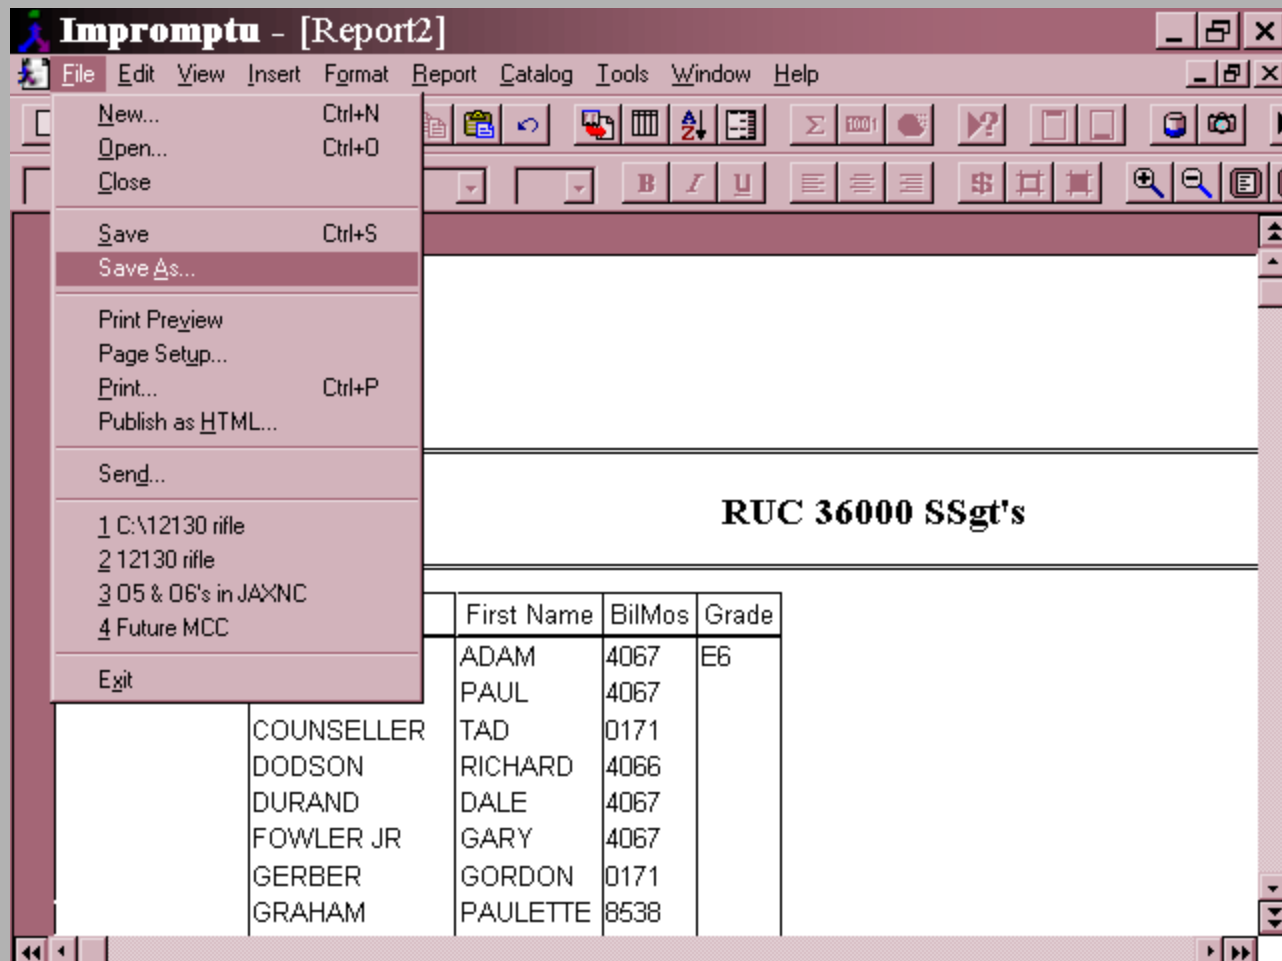 Impromptu - [Report2]
File Edit View Insert Format Report Catalog Tools Window Help
New... Ctrl+N
Open... Ctrl+O
Close
Save Ctrl+S
Save As...
Print Preview
Page Setup...
Print... Ctrl+P
Publish as HTML...
Send...
1 C:\12130 rifle
2 12130 rifle
3 O5 & O6's in JAXNC
4 Future MCC
Exit
B I U
RUC 36000 SSgt's
First Name BilMos Grade
ADAM 4067 E6
PAUL 4067
COUNSELLER TAD 0171
DODSON RICHARD 4066
DURAND DALE 4067
FOWLER JR GARY 4067
GERBER GORDON 0171
GRAHAM PAULETTE 8538